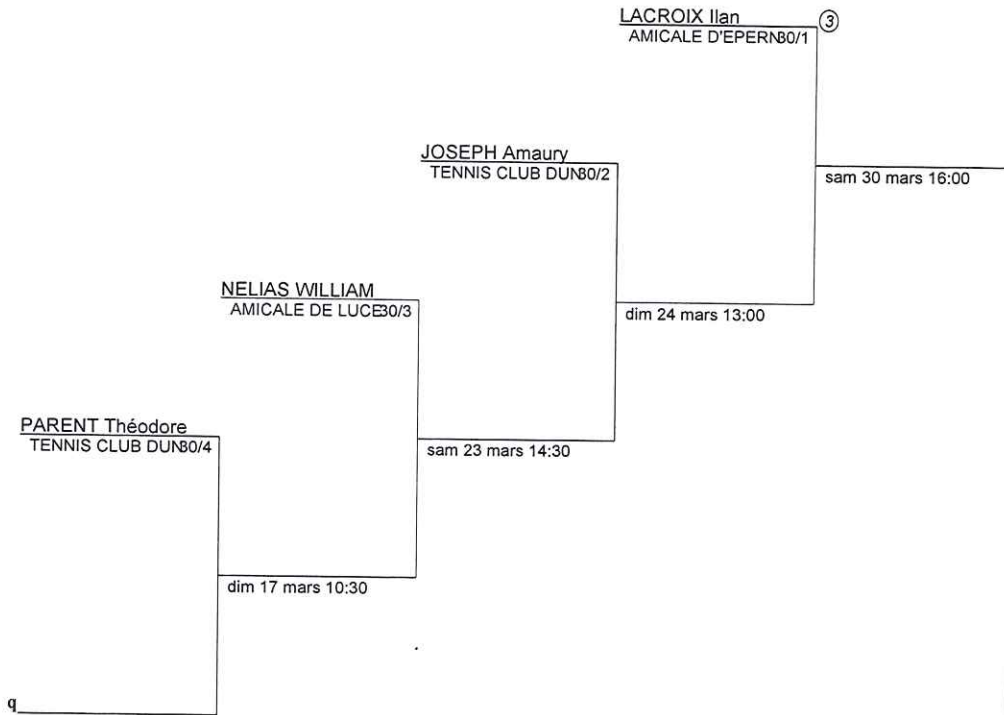 LACROIX Ilan
3
AMICALE D'EPERN30/1
sam 30 mars 16:00
JOSEPH Amaury
TENNIS CLUB DUN30/2
dim 24 mars 13:00
NELIAS WILLIAM
AMICALE DE LUCE30/3
sam 23 mars 14:30
PARENT Théodore
TENNIS CLUB DUN30/4
dim 17 mars 10:30
q